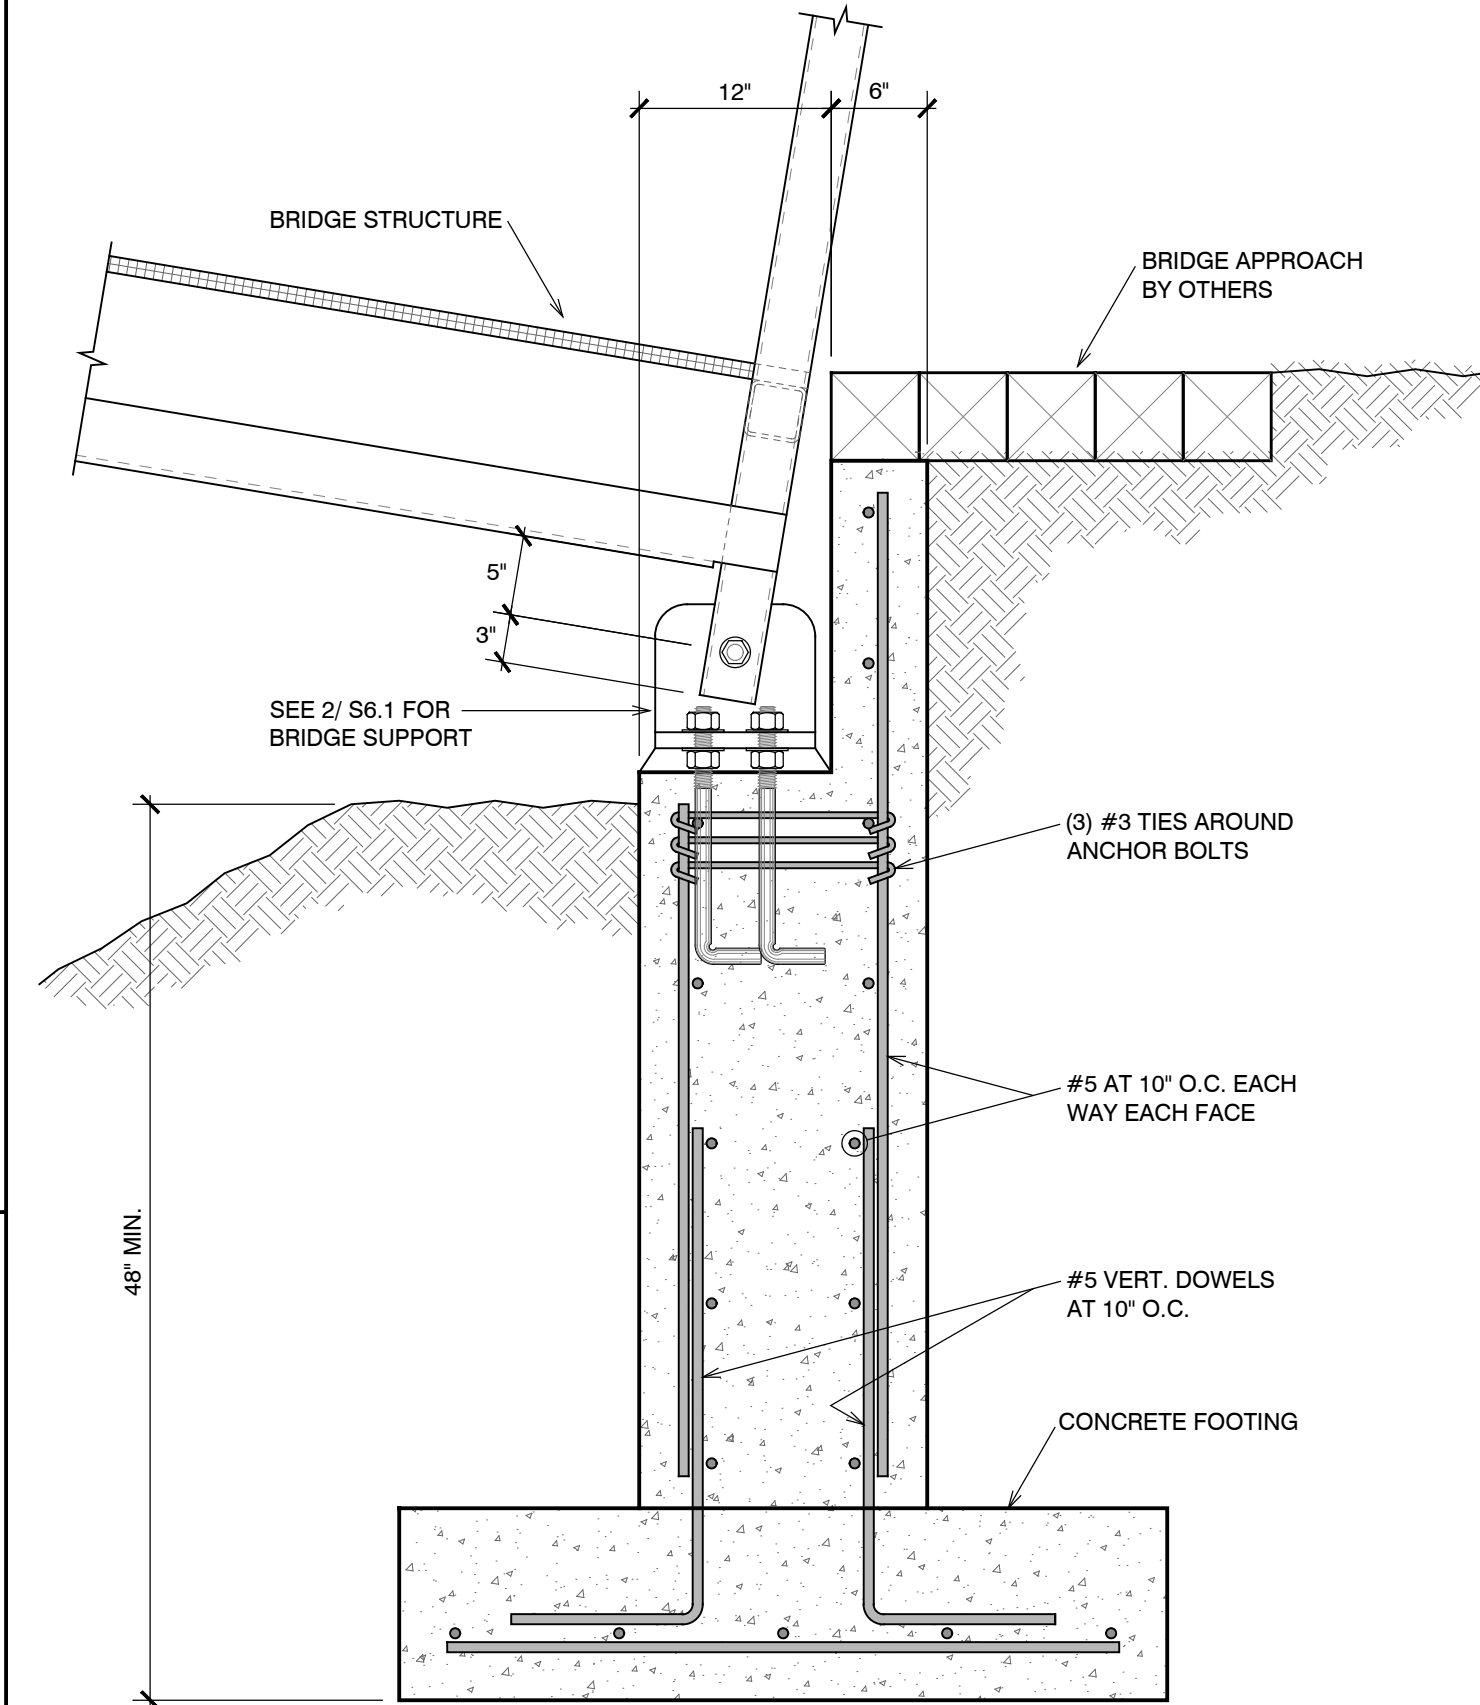 12"
6"
BRIDGE STRUCTURE
BRIDGE APPROACH
BY OTHERS
5"
3"
SEE 2/ S6.1 FOR
BRIDGE SUPPORT
(3) #3 TIES AROUND
ANCHOR BOLTS
#5 AT 10" O.C. EACH
WAY EACH FACE
48" MIN.
#5 VERT. DOWELS
AT 10" O.C.
CONCRETE FOOTING